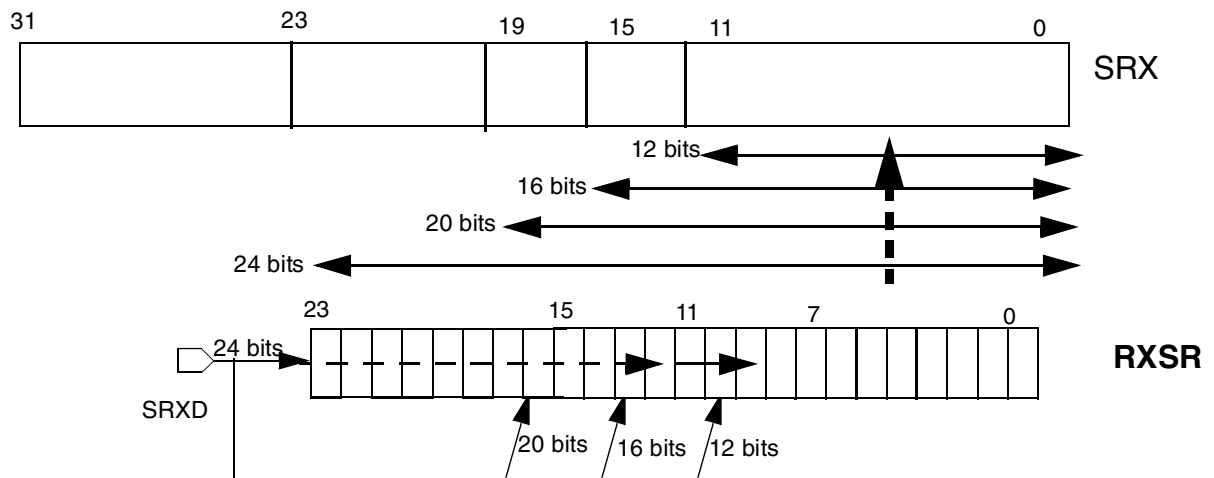 31 23 19 15 11 0
SRX
12 bits
16 bits
20 bits
24 bits
23 15 11 7 0
24 bits
RXSR
SRXD
20 bits 16 bits 12 bits